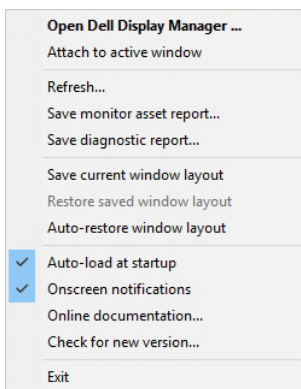 Open Dell Display Manager ...
Attach to active window
Refresh...
Save monitor asset report...
Save diagnostic report...
Save current window layout
Restore saved window layout
Auto-restore window layout
Auto-load at startup
Onscreen notifications
Online documentation...
Check for new version...
Exit